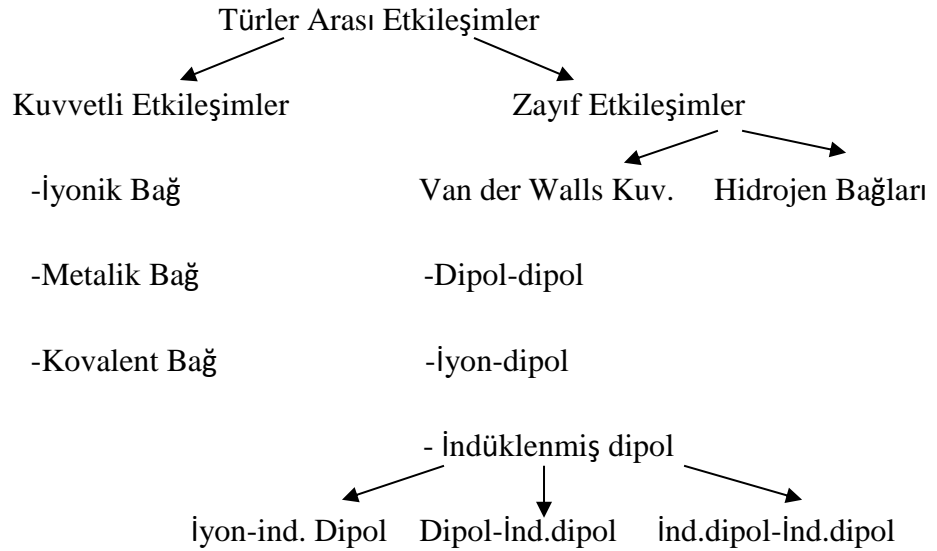 Türler Arası Etkileşimler
Kuvvetli Etkileşimler Zayıf Etkileşimler
-İyonik Bağ Van der Walls Kuv. Hidrojen Bağları
-Metalik Bağ -Dipol-dipol
-Kovalent Bağ -İyon-dipol
- İndüklenmiş dipol
İyon-ind. Dipol Dipol-İnd.dipol İnd.dipol-İnd.dipol